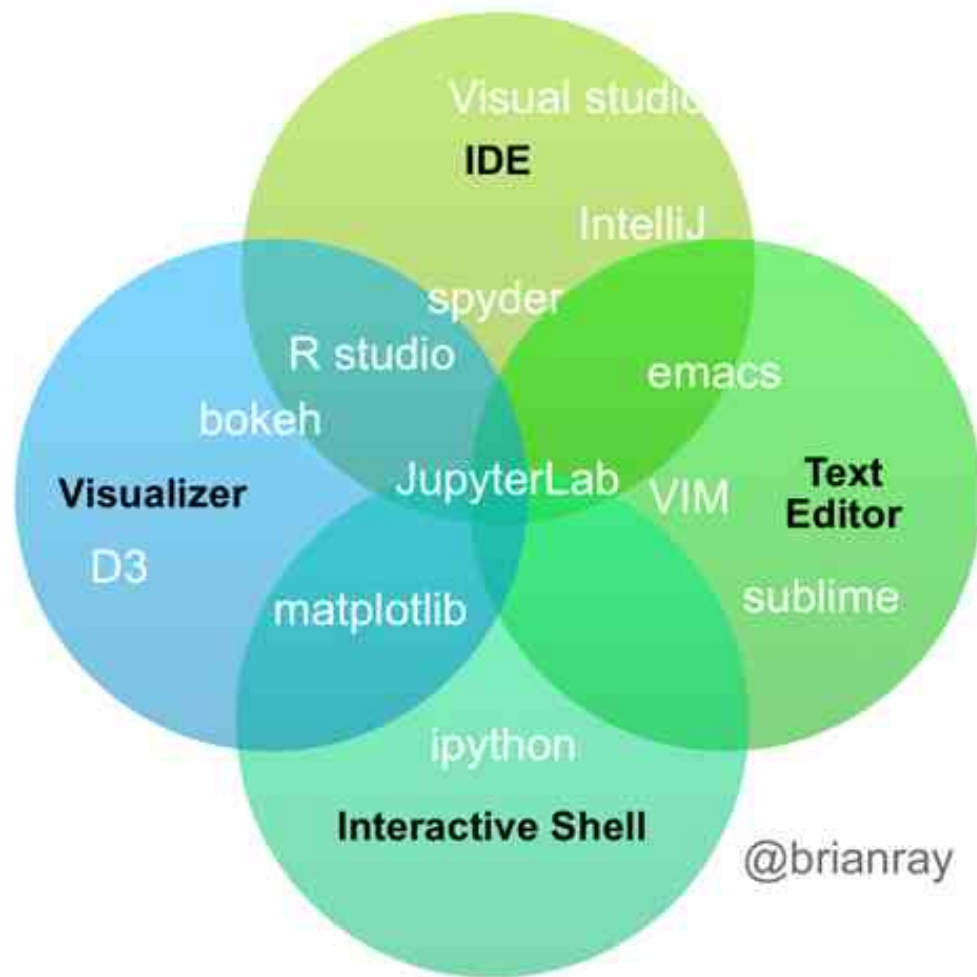 Visual studio
IDE
IntelliJ
spyder
R studio
emacs
bokeh
JupyterLab
VIM
Text
Editor
Visualizer
D3
sublime
matplotlib
ipython
Interactive Shell
@brianray